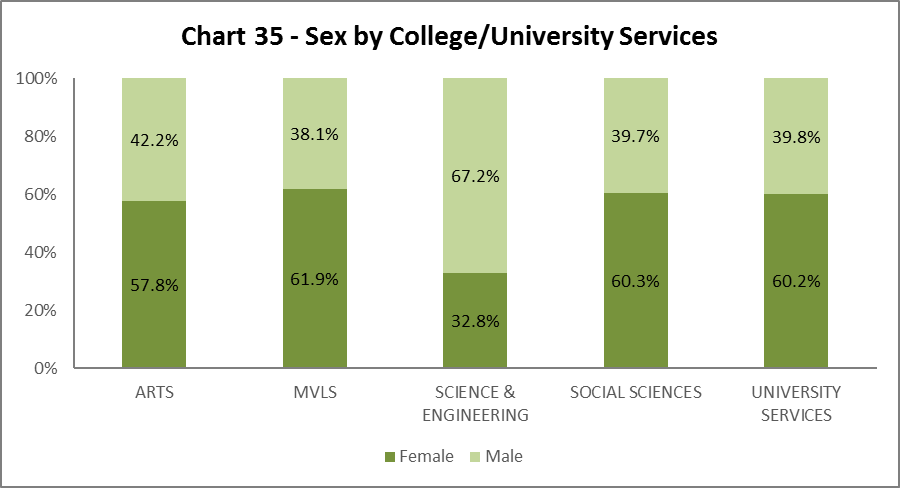 Chart 35 - Sex by College/University Services
100%
80%
60%
40%
20%
0%
42.2%
38.1%
67.2%
39.7%
39.8%
57.8%
61.9%
32.8%
60.3%
60.2%
ARTS
MVLS
SCIENCE &
ENGINEERING
SOCIAL SCIENCES
UNIVERSITY
SERVICES
Female
Male